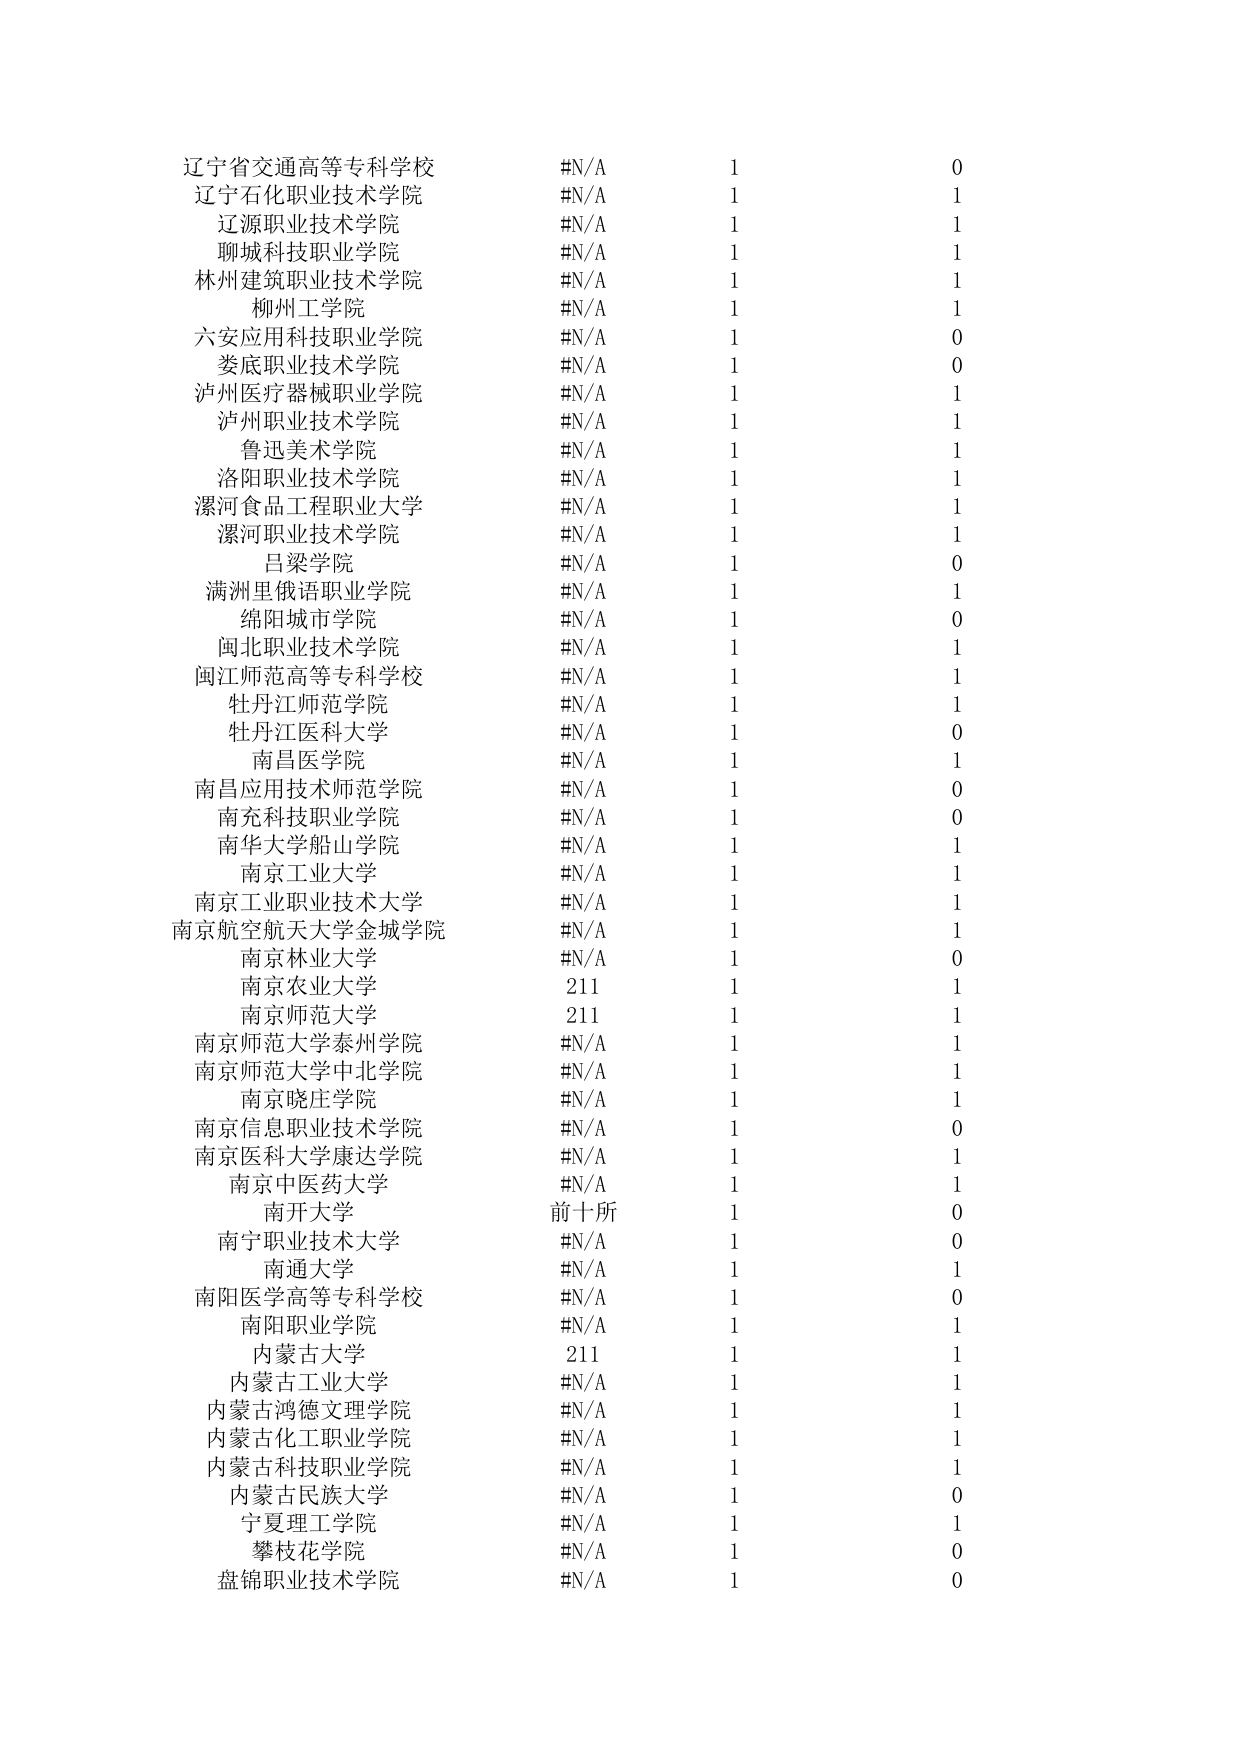 辽宁省交通高等专科学校 #N/A 1 0
辽宁石化职业技术学院 #N/A 1 1
辽源职业技术学院 #N/A 1 1
聊城科技职业学院 #N/A 1 1
林州建筑职业技术学院 #N/A 1 1
柳州工学院 #N/A 1 1
六安应用科技职业学院 #N/A 1 0
娄底职业技术学院 #N/A 1 0
泸州医疗器械职业学院 #N/A 1 1
泸州职业技术学院 #N/A 1 1
鲁迅美术学院 #N/A 1 1
洛阳职业技术学院 #N/A 1 1
漯河食品工程职业大学 #N/A 1 1
漯河职业技术学院 #N/A 1 1
吕梁学院 #N/A 1 0
满洲里俄语职业学院 #N/A 1 1
绵阳城市学院 #N/A 1 0
闽北职业技术学院 #N/A 1 1
闽江师范高等专科学校 #N/A 1 1
牡丹江师范学院 #N/A 1 1
牡丹江医科大学 #N/A 1 0
南昌医学院 #N/A 1 1
南昌应用技术师范学院 #N/A 1 0
南充科技职业学院 #N/A 1 0
南华大学船山学院 #N/A 1 1
南京工业大学 #N/A 1 1
南京工业职业技术大学 #N/A 1 1
南京航空航天大学金城学院 #N/A 1 1
南京林业大学 #N/A 1 0
南京农业大学 211 1 1
南京师范大学 211 1 1
南京师范大学泰州学院 #N/A 1 1
南京师范大学中北学院 #N/A 1 1
南京晓庄学院 #N/A 1 1
南京信息职业技术学院 #N/A 1 0
南京医科大学康达学院 #N/A 1 1
南京中医药大学 #N/A 1 1
南开大学 前十所 1 0
南宁职业技术大学 #N/A 1 0
南通大学 #N/A 1 1
南阳医学高等专科学校 #N/A 1 0
南阳职业学院 #N/A 1 1
内蒙古大学 211 1 1
内蒙古工业大学 #N/A 1 1
内蒙古鸿德文理学院 #N/A 1 1
内蒙古化工职业学院 #N/A 1 1
内蒙古科技职业学院 #N/A 1 1
内蒙古民族大学 #N/A 1 0
宁夏理工学院 #N/A 1 1
攀枝花学院 #N/A 1 0
盘锦职业技术学院 #N/A 1 0